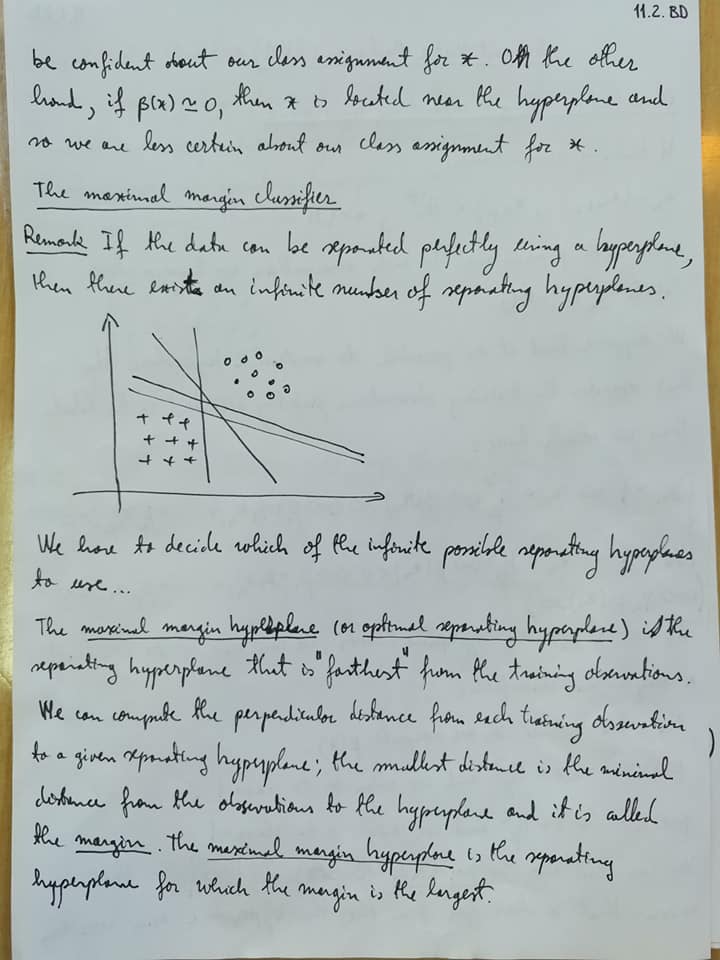 11.2. BD
be confident about our class assignment for x. On the other
hand, if β(x) ≃ 0, then x is located near the hyperplane and
so we are less certain about our class assignment for x.
The maximal margin classifier
Remark If the data can be separated perfectly using a hyperplane,
then there exist an infinite number of separating hyperplanes.
We have to decide which of the infinite possible separating hyperplanes
to use...
The maximal margin hyperplane (or optimal separating hyperplane) is the
separating hyperplane that is "farthest" from the training observations.
We can compute the perpendicular distance from each training observation
to a given separating hyperplane; the smallest distance is the minimal
distance from the observations to the hyperplane and it is called
the margin. The maximal margin hyperplane is the separating
hyperplane for which the margin is the largest.